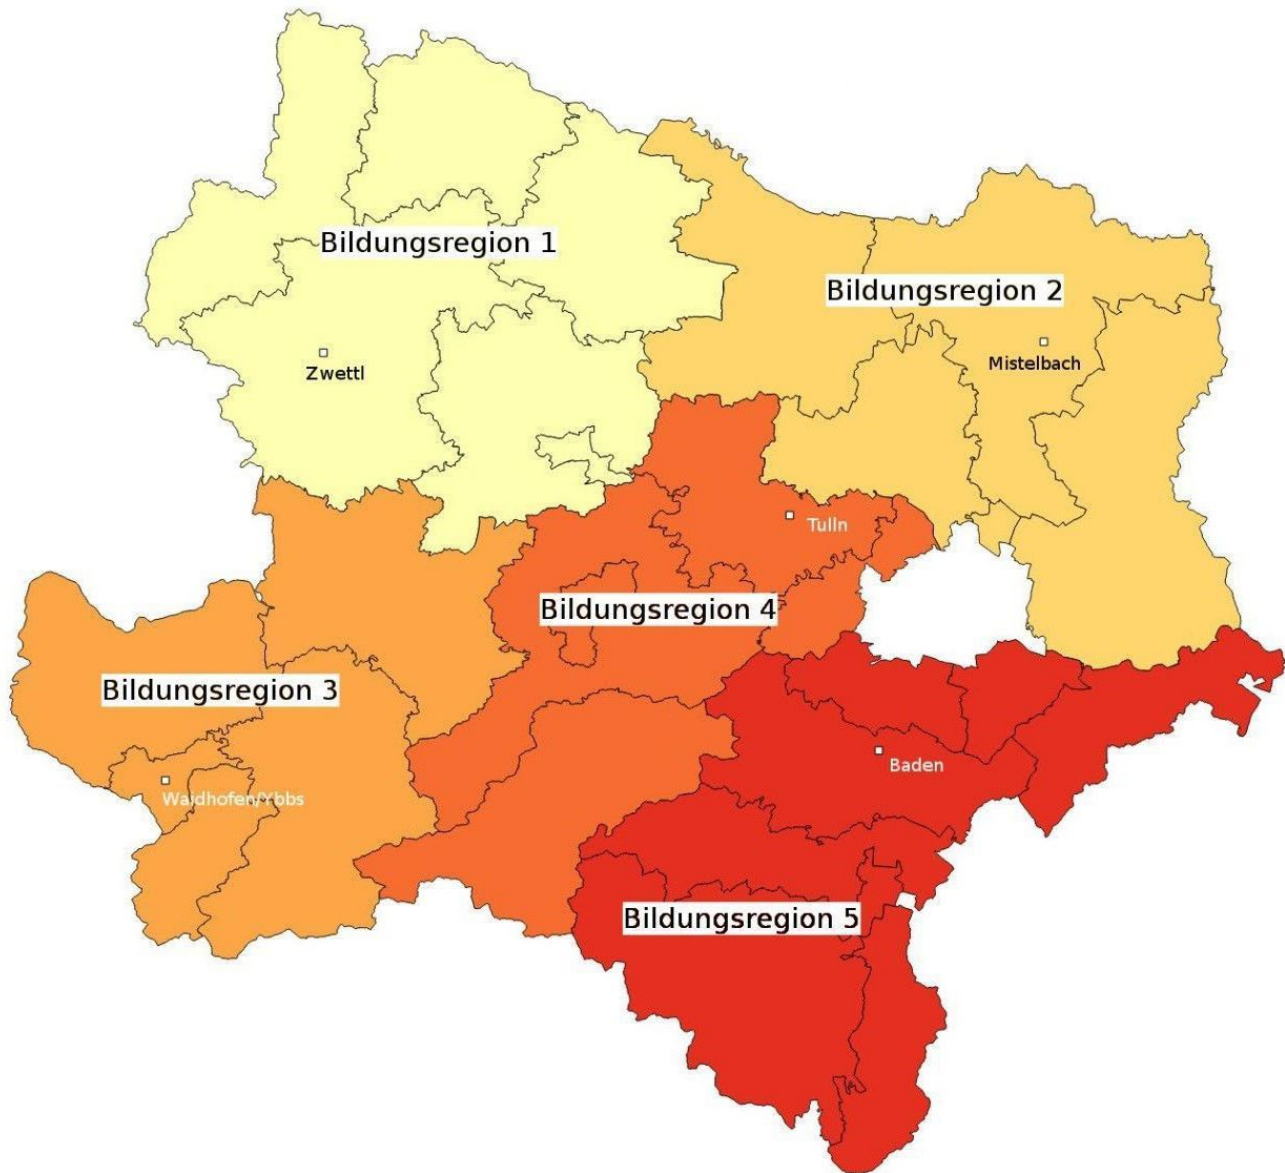 Bildungsregion 1
Bildungsregion 2
Zwettl
Mistelbach
Tulln
Bildungsregion 4
Bildungsregion 3
Baden
Waidhofen/Ybbs
Bildungsregion 5